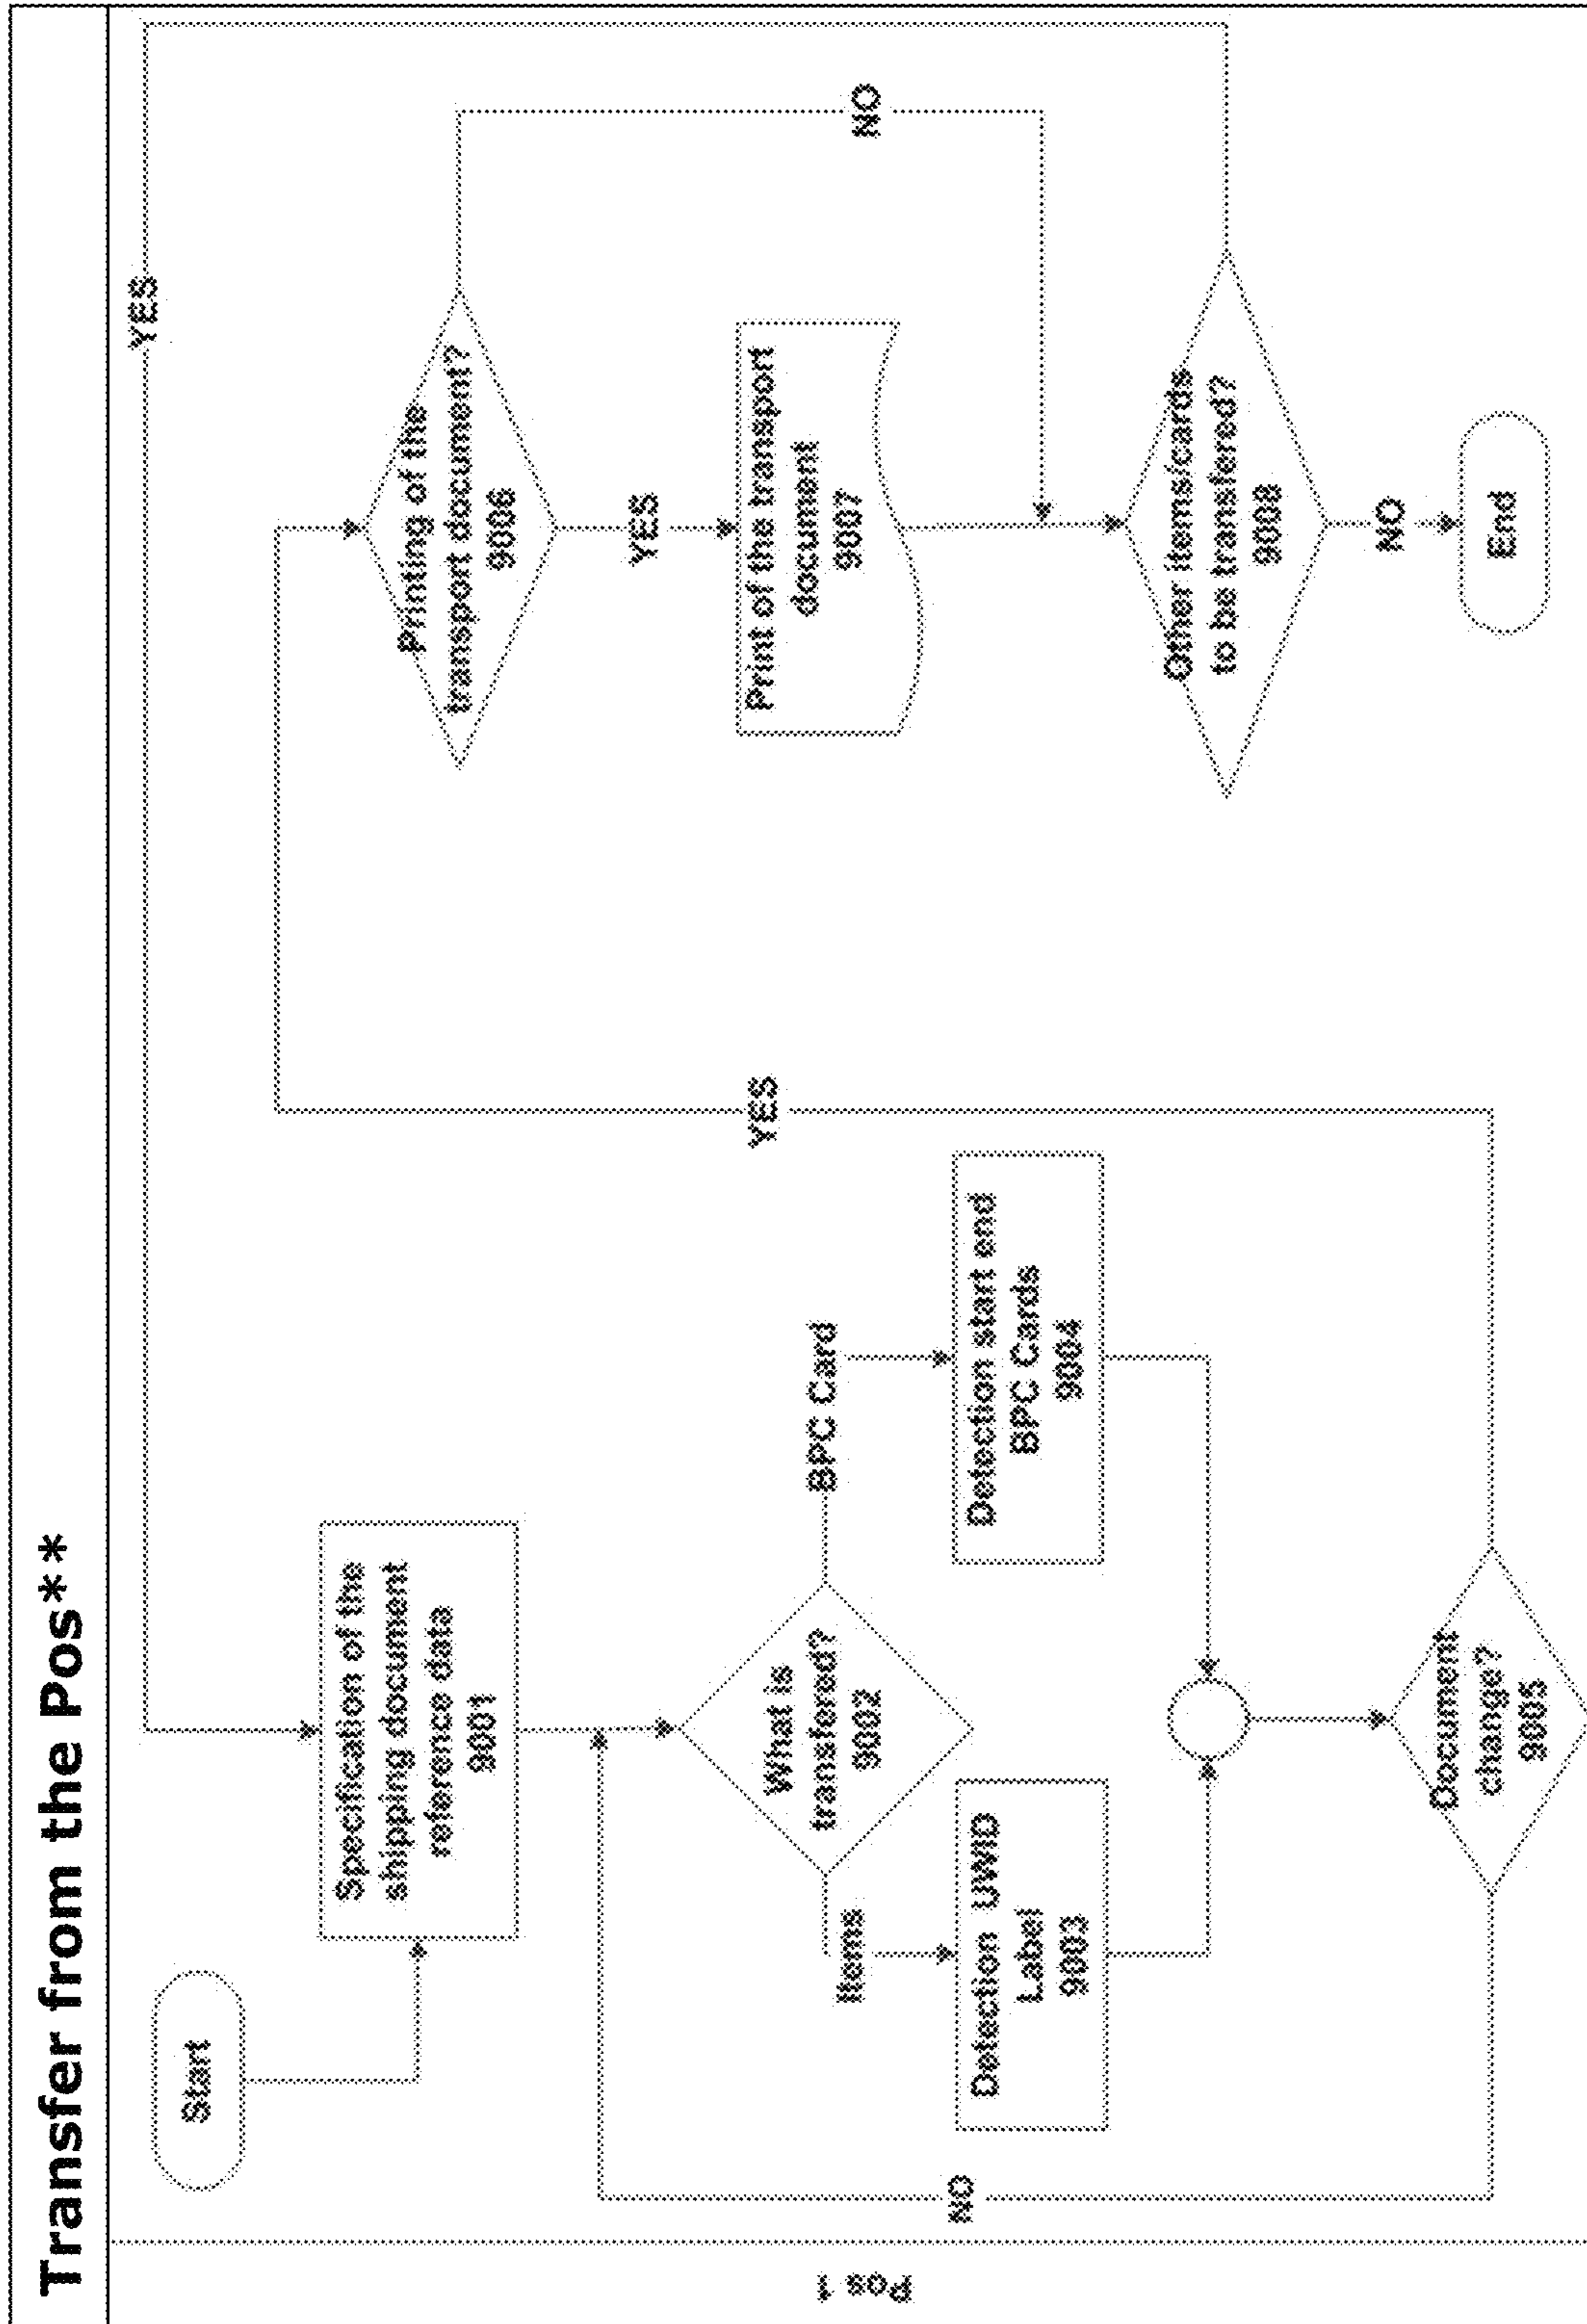 Transfer from the Pos**
Pos 1
Start
Specification of the
shipping document
reference data
9001
What is
transfered?
9002
Items
BPC Card
Detection UWID
Label
9003
Detection start end
BPC Cards
9004
Document
change?
9005
NO
YES
Printing of the
transport document?
9006
YES
NO
Print of the transport
document
9007
Other items/cards
to be transfered?
9008
YES
NO
End